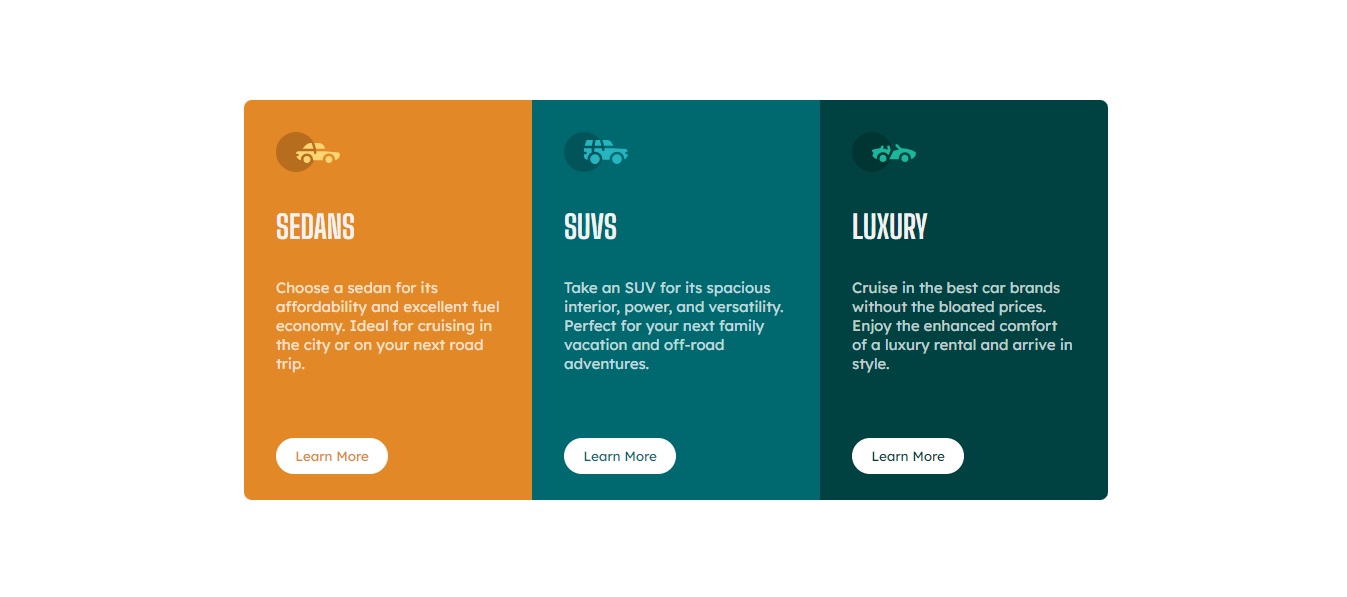 SEDANS
Choose a sedan for its
affordability and excellent fuel
economy. Ideal for cruising in
the city or on your next road
trip.
Learn More
SUVS
Take an SUV for its spacious
interior, power, and versatility.
Perfect for your next family
vacation and off-road
adventures.
Learn More
LUXURY
Cruise in the best car brands
without the bloated prices.
Enjoy the enhanced comfort
of a luxury rental and arrive in
style.
Learn More